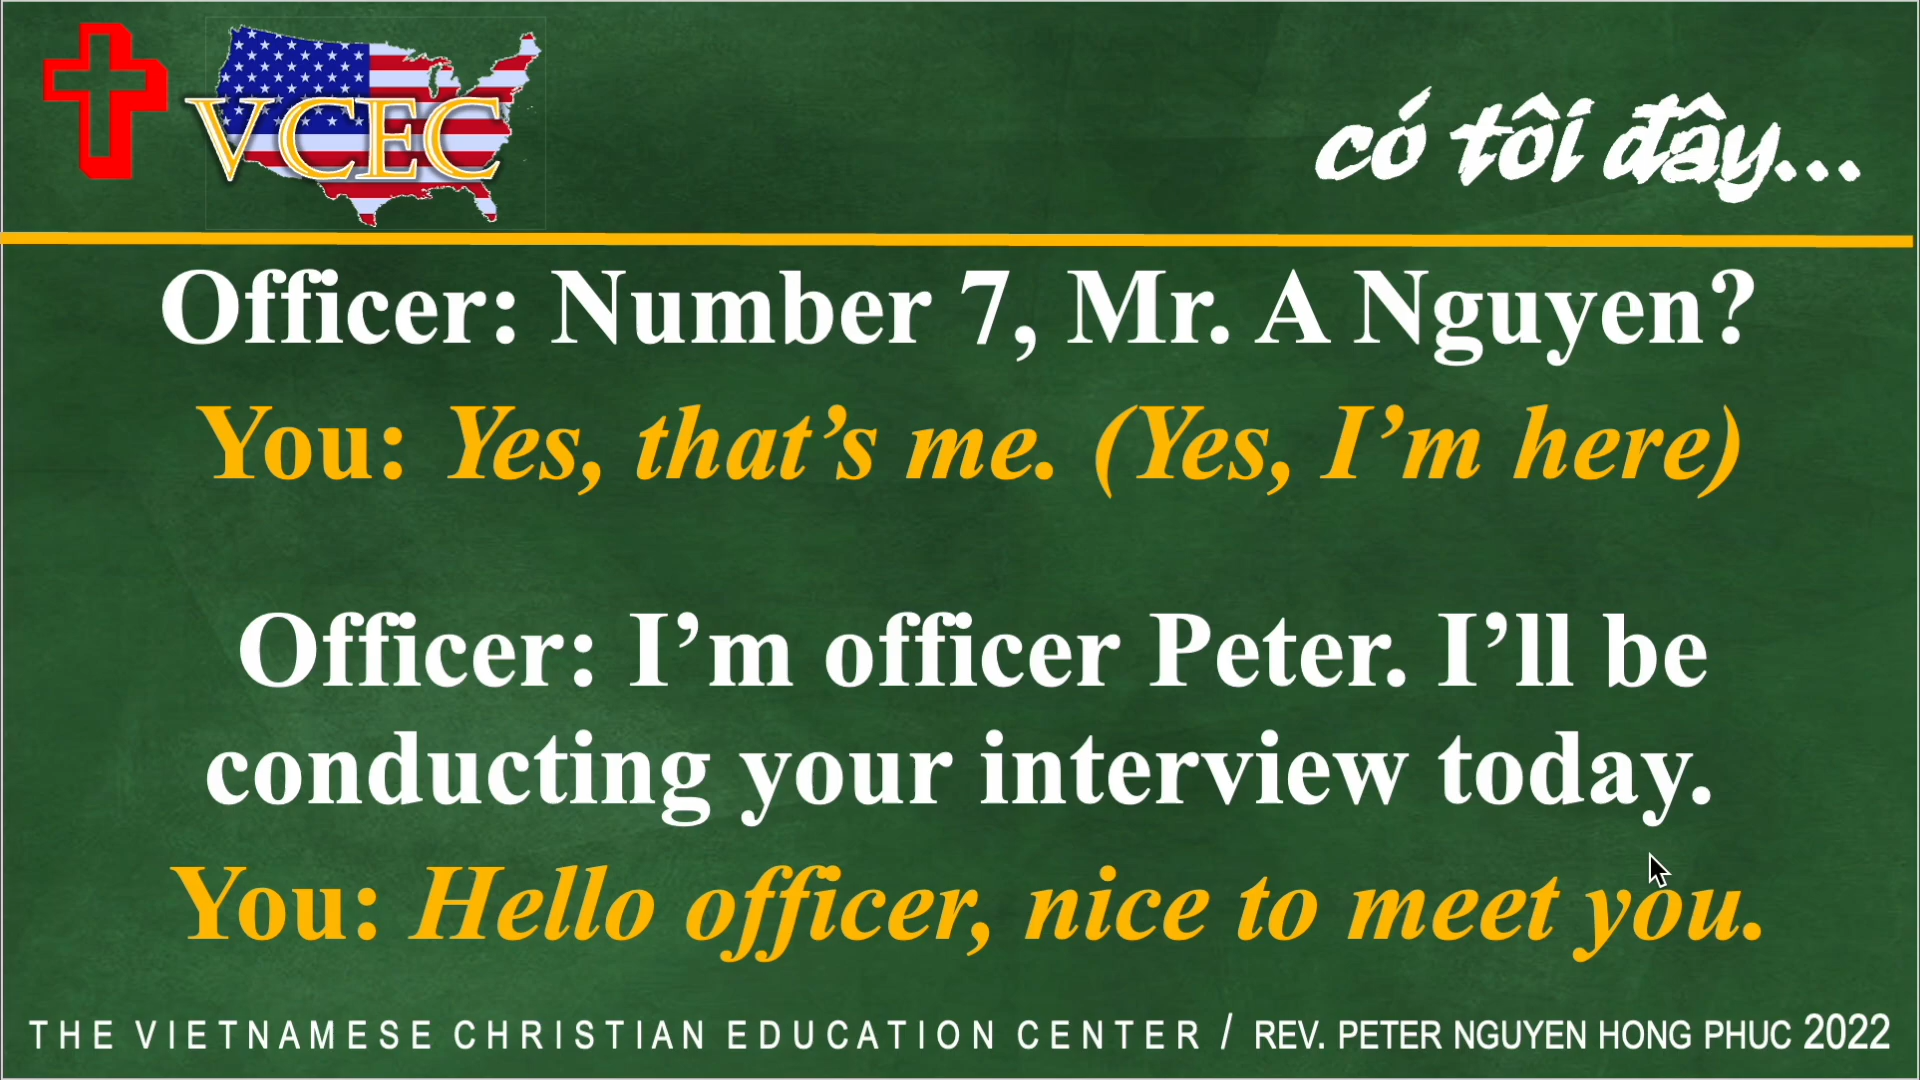 VCEC
có tôi đây...
Officer: Number 7, Mr. A Nguyen?
You: Yes, that’s me. (Yes, I’m here)
Officer: I’m officer Peter. I’ll be
conducting your interview today.
You: Hello officer, nice to meet you.
THE VIETNAMESE CHRISTIAN EDUCATION CENTER / REV. PETER NGUYEN HONG PHUC 2022